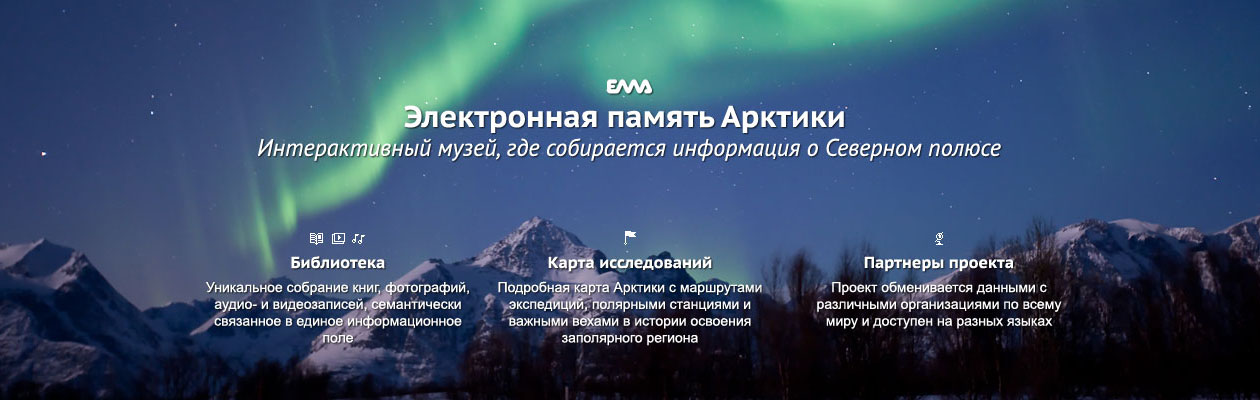 ЕМА
Электронная память Арктики
Интерактивный музей, где собирается информация о Северном полюсе
Библиотека
Уникальное собрание книг, фотографий,
аудио- и видеозаписей, семантически
связанное в единое информационное
поле
Карта исследований
Подробная карта Арктики с маршрутами
экспедиций, полярными станциями и
важными вехами в истории освоения
заполярного региона
Партнеры проекта
Проект обменивается данными с
различными организациями по всему
миру и доступен на разных языках